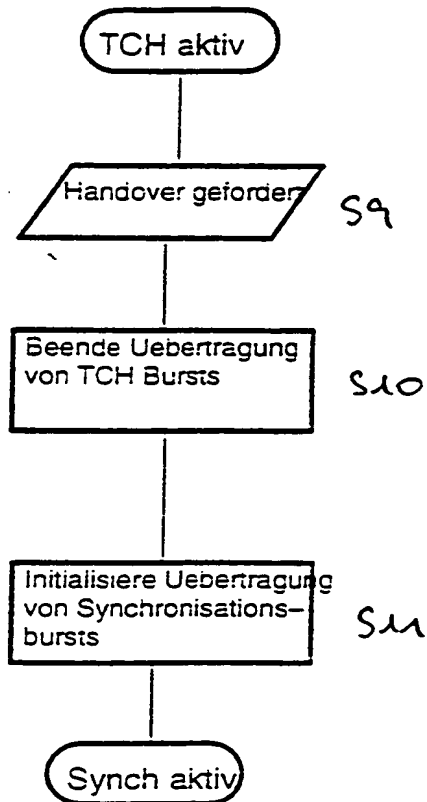 TCH aktiv
Handover gefordert
S9
Beende Uebertragung
von TCH Bursts
S10
Initialisiere Uebertragung
von Synchronisations-
bursts
S11
Synch aktiv